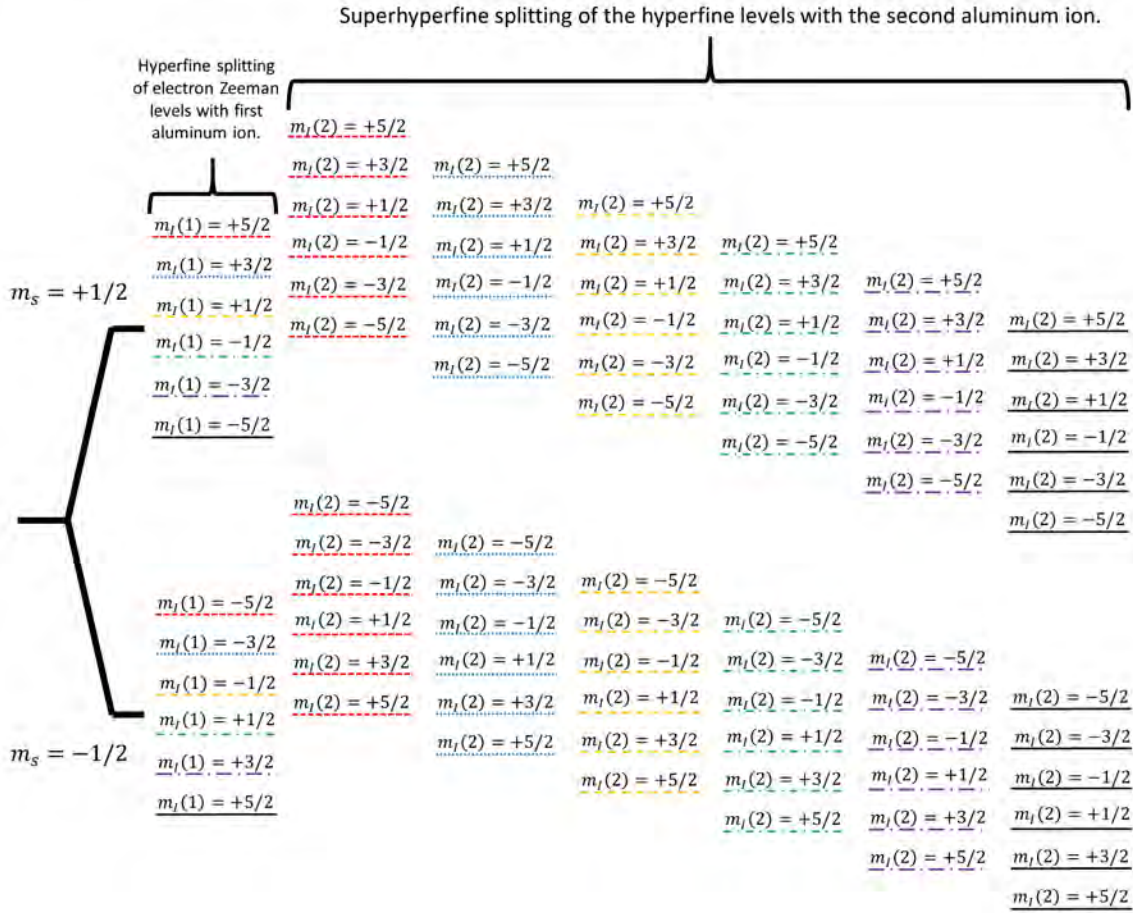 Superhyperfine splitting of the hyperfine levels with the second aluminum ion.
Hyperfine splitting
of electron Zeeman
levels with first
aluminum ion.
m_I(2) = +5/2
m_I(2) = +3/2 m_I(2) = +5/2
m_I(2) = +1/2 m_I(2) = +3/2 m_I(2) = +5/2
m_I(1) = +5/2
m_I(2) = −1/2 m_I(2) = +1/2 m_I(2) = +3/2 m_I(2) = +5/2
m_I(1) = +3/2
m_s = +1/2
m_I(2) = −3/2 m_I(2) = −1/2 m_I(2) = +1/2 m_I(2) = +3/2 m_I(2) = +5/2
m_I(1) = +1/2
m_I(2) = −5/2 m_I(2) = −3/2 m_I(2) = −1/2 m_I(2) = +1/2 m_I(2) = +3/2 m_I(2) = +5/2
m_I(1) = −1/2
m_I(2) = −5/2 m_I(2) = −3/2 m_I(2) = −1/2 m_I(2) = +1/2 m_I(2) = +3/2
m_I(1) = −3/2
m_I(2) = −5/2 m_I(2) = −3/2 m_I(2) = −1/2 m_I(2) = +1/2
m_I(1) = −5/2
m_I(2) = −5/2 m_I(2) = −3/2 m_I(2) = −1/2
m_I(2) = −5/2 m_I(2) = −3/2
m_I(2) = −5/2
m_I(2) = −5/2
m_I(2) = −3/2 m_I(2) = −5/2
m_I(2) = −1/2 m_I(2) = −3/2 m_I(2) = −5/2
m_I(1) = −5/2
m_I(2) = +1/2 m_I(2) = −1/2 m_I(2) = −3/2 m_I(2) = −5/2
m_I(1) = −3/2
m_I(2) = +3/2 m_I(2) = +1/2 m_I(2) = −1/2 m_I(2) = −3/2 m_I(2) = −5/2
m_I(1) = −1/2
m_I(2) = +5/2 m_I(2) = +3/2 m_I(2) = +1/2 m_I(2) = −1/2 m_I(2) = −3/2 m_I(2) = −5/2
m_I(1) = +1/2
m_I(2) = +5/2 m_I(2) = +3/2 m_I(2) = +1/2 m_I(2) = −1/2 m_I(2) = −3/2
m_s = −1/2
m_I(1) = +3/2
m_I(2) = +5/2 m_I(2) = +3/2 m_I(2) = +1/2 m_I(2) = −1/2
m_I(1) = +5/2
m_I(2) = +5/2 m_I(2) = +3/2 m_I(2) = +1/2
m_I(2) = +5/2 m_I(2) = +3/2
m_I(2) = +5/2